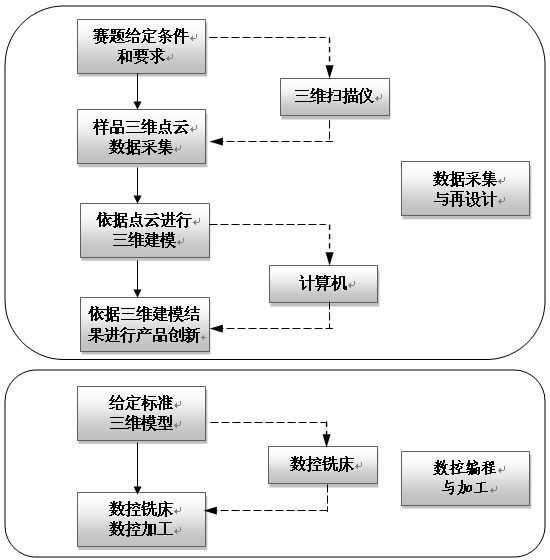 赛题给定条件
和要求
三维扫描仪
样品三维点云
数据采集
数据采集
与再设计
依据点云进行
三维建模
计算机
依据三维建模结
果进行产品创新
给定标准
三维模型
数控铣床
数控编程
与加工
数控铣床
数控加工